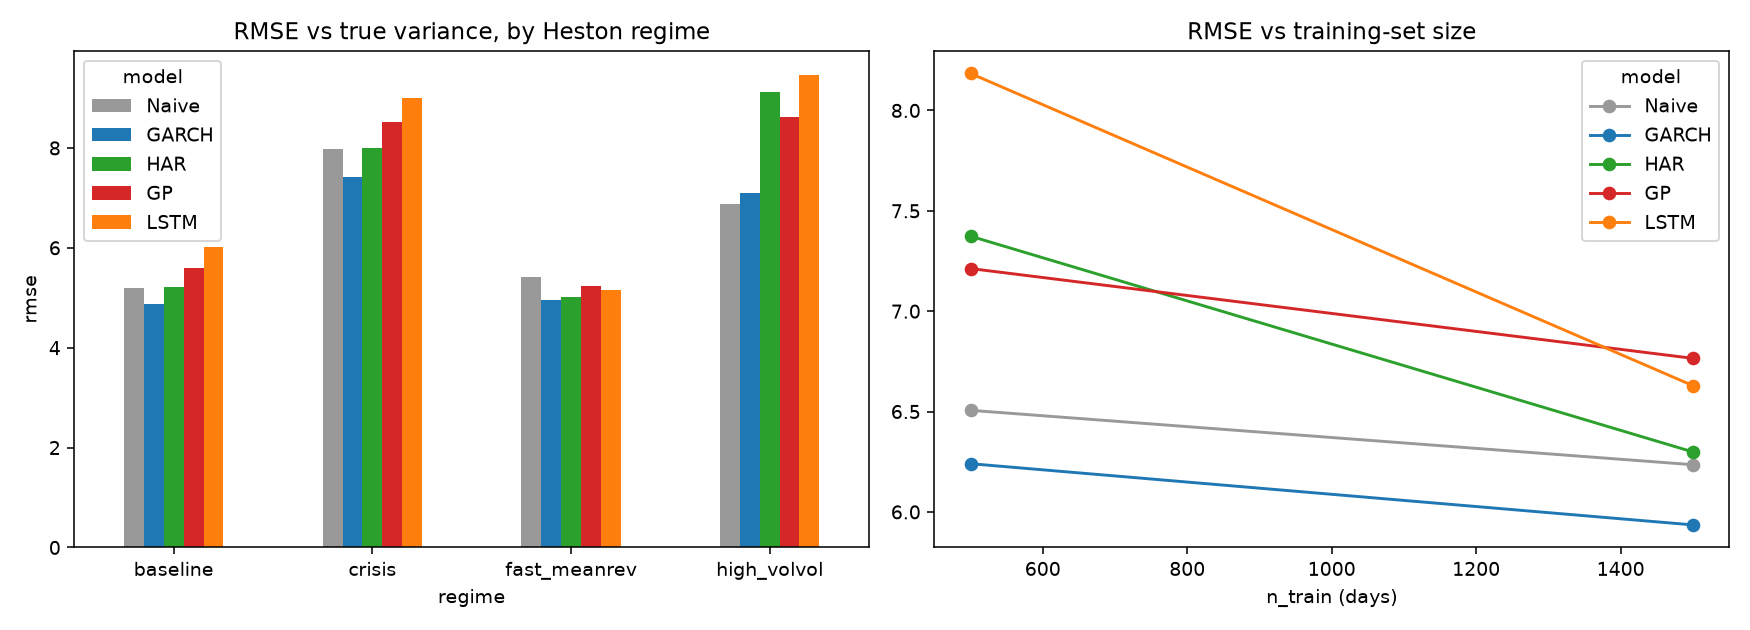 RMSE vs true variance, by Heston regime
model
Naive
GARCH
HAR
GP
LSTM
8
6
4
2
0
rmse
baseline
crisis
fast_meanrev
high_volvol
regime
RMSE vs training-set size
model
Naive
GARCH
HAR
GP
LSTM
8.0
7.5
7.0
6.5
6.0
600
800
1000
1200
1400
n_train (days)